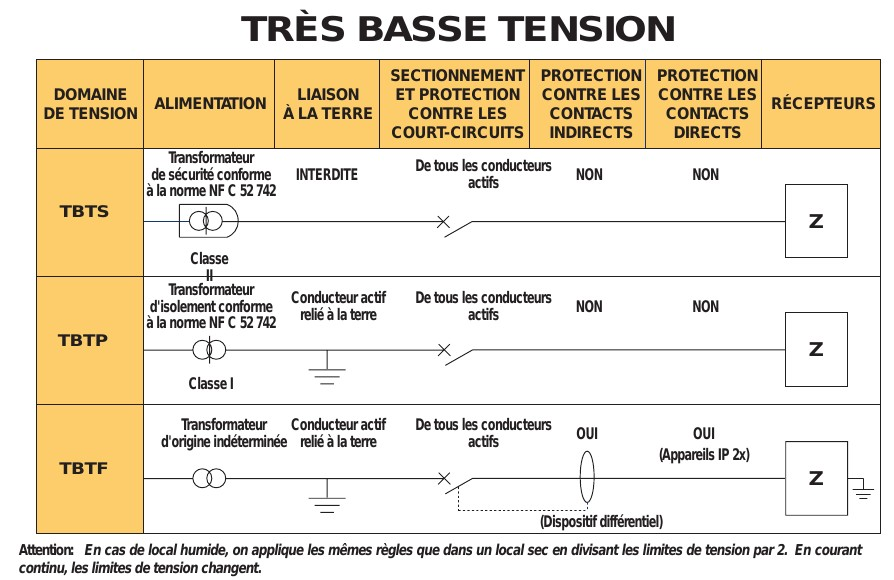 TRÈS BASSE TENSION
DOMAINE
DE TENSION
ALIMENTATION
LIAISON
À LA TERRE
SECTIONNEMENT
ET PROTECTION
CONTRE LES
COURT-CIRCUITS
PROTECTION
CONTRE LES
CONTACTS
INDIRECTS
PROTECTION
CONTRE LES
CONTACTS
DIRECTS
RÉCEPTEURS
TBTS
Transformateur
de sécurité conforme
à la norme NF C 52 742
Classe
II
INTERDITE
De tous les conducteurs
actifs
NON
NON
Z
TBTP
Transformateur
d'isolement conforme
à la norme NF C 52 742
Classe I
Conducteur actif
relié à la terre
De tous les conducteurs
actifs
NON
NON
Z
TBTF
Transformateur
d'origine indéterminée
Conducteur actif
relié à la terre
De tous les conducteurs
actifs
OUI
(Dispositif différentiel)
OUI
(Appareils IP 2x)
Z
Attention: En cas de local humide, on applique les mêmes règles que dans un local sec en divisant les limites de tension par 2. En courant
continu, les limites de tension changent.